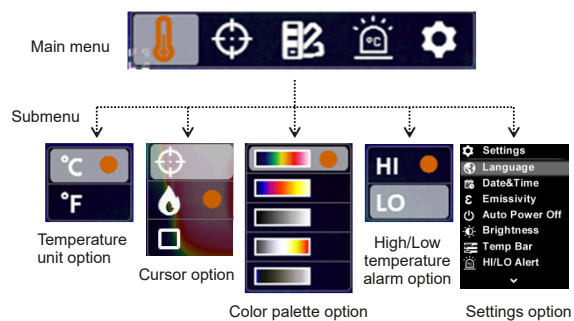 Main menu
°C
Submenu
°C
°F
HI
LO
Settings
Language
Date&Time
Emissivity
Auto Power Off
Brightness
Temp Bar
HI/LO Alert
Temperature
unit option
Cursor option
Color palette option
High/Low
temperature
alarm option
Settings option